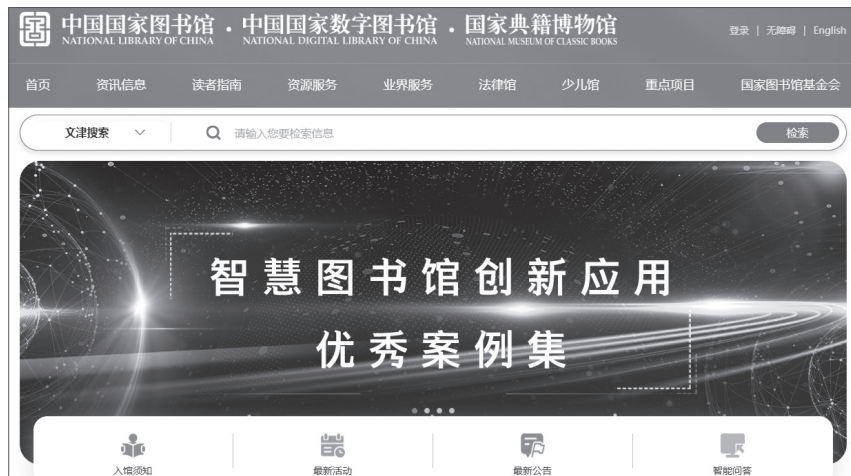 中国国家图书馆 · 中国国家数字图书馆 · 国家典籍博物馆
NATIONAL LIBRARY OF CHINA NATIONAL DIGITAL LIBRARY OF CHINA NATIONAL MUSEUM OF CLASSIC BOOKS
登录 | 无障碍 | English
首页 资讯信息 读者指南 资源服务 业界服务 法律馆 少儿馆 重点项目 国家图书馆基金会
文津搜索 请输入您要检索信息 检索
智慧图书馆创新应用
优秀案例集
入馆须知 最新活动 最新公告 智能问答